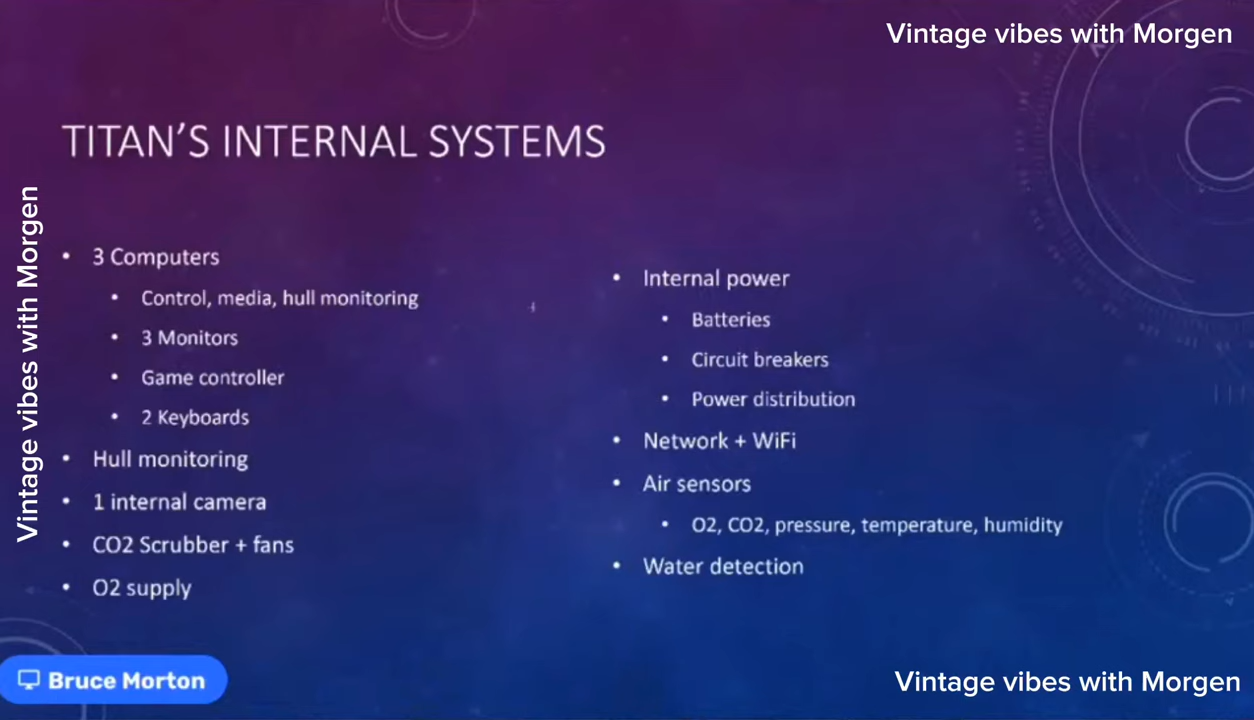 Vintage vibes with Morgen
TITAN'S INTERNAL SYSTEMS
Vintage vibes with Morgen
• 3 Computers
• Control, media, hull monitoring
• 3 Monitors
• Game controller
• 2 Keyboards
• Hull monitoring
• 1 internal camera
• CO2 Scrubber + fans
• O2 supply
• Internal power
• Batteries
• Circuit breakers
• Power distribution
• Network + WiFi
• Air sensors
• O2, CO2, pressure, temperature, humidity
• Water detection
Bruce Morton
Vintage vibes with Morgen